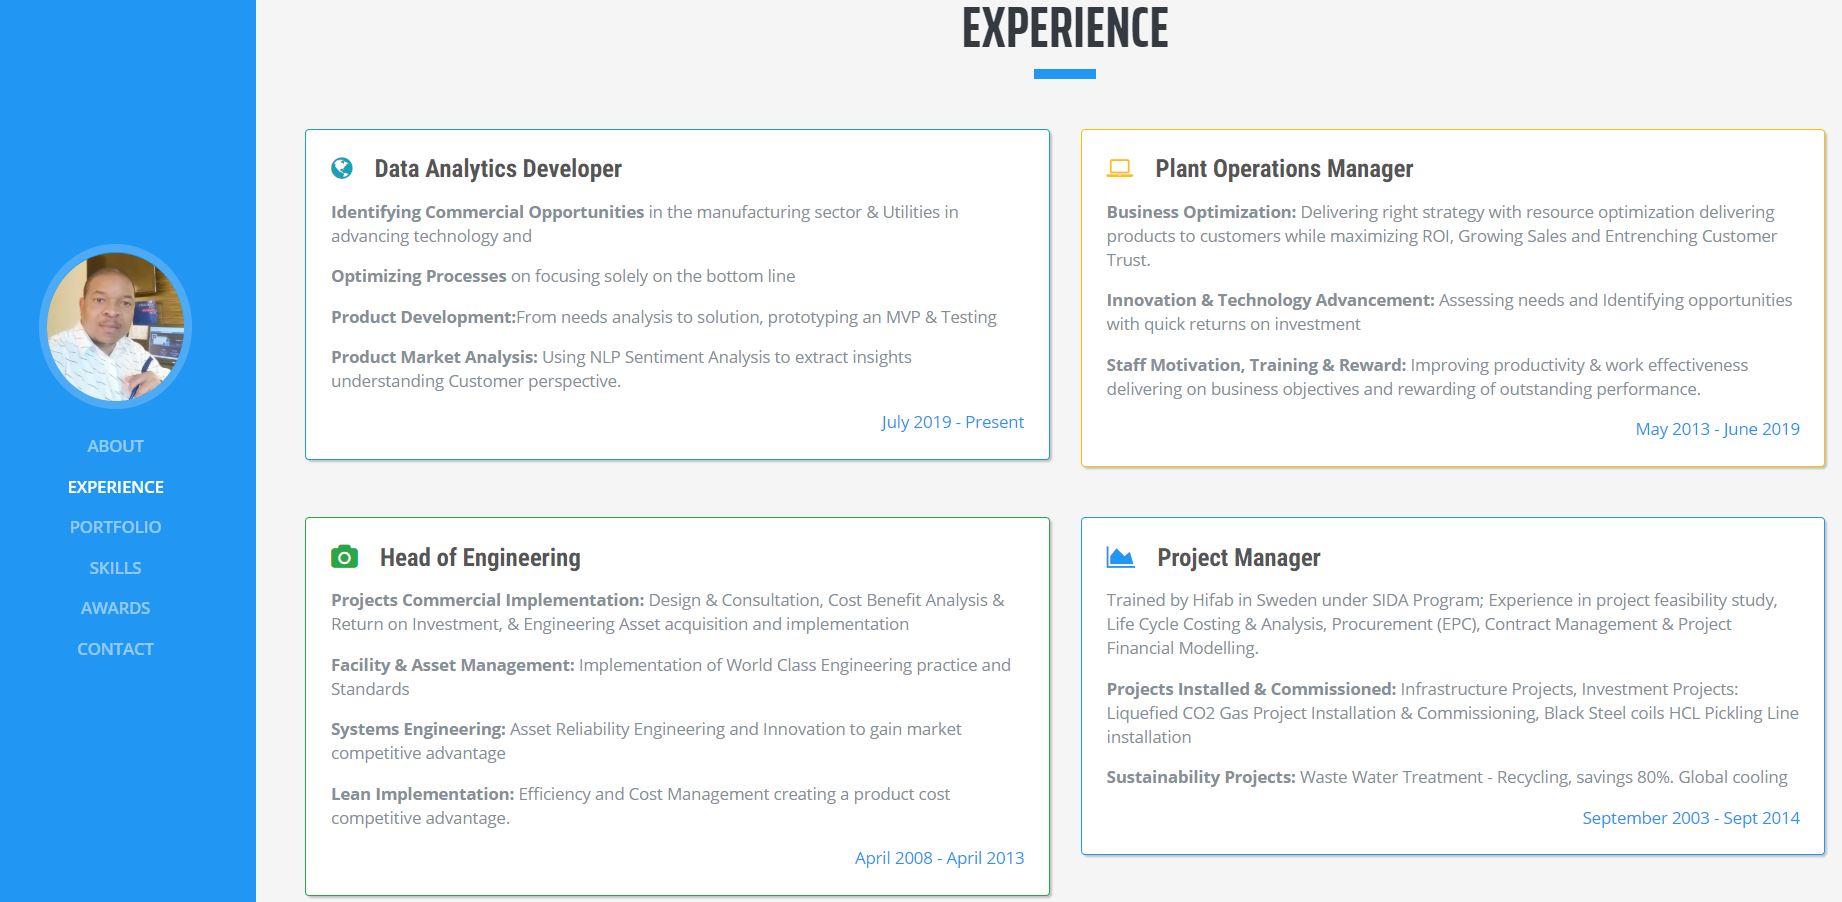 EXPERIENCE
ABOUT
EXPERIENCE
PORTFOLIO
SKILLS
AWARDS
CONTACT
Data Analytics Developer
Identifying Commercial Opportunities in the manufacturing sector & Utilities in
advancing technology and
Optimizing Processes on focusing solely on the bottom line
Product Development:From needs analysis to solution, prototyping an MVP & Testing
Product Market Analysis: Using NLP Sentiment Analysis to extract insights
understanding Customer perspective.
July 2019 - Present
Plant Operations Manager
Business Optimization: Delivering right strategy with resource optimization delivering
products to customers while maximizing ROI, Growing Sales and Entrenching Customer
Trust.
Innovation & Technology Advancement: Assessing needs and Identifying opportunities
with quick returns on investment
Staff Motivation, Training & Reward: Improving productivity & work effectiveness
delivering on business objectives and rewarding of outstanding performance.
May 2013 - June 2019
Head of Engineering
Projects Commercial Implementation: Design & Consultation, Cost Benefit Analysis &
Return on Investment, & Engineering Asset acquisition and implementation
Facility & Asset Management: Implementation of World Class Engineering practice and
Standards
Systems Engineering: Asset Reliability Engineering and Innovation to gain market
competitive advantage
Lean Implementation: Efficiency and Cost Management creating a product cost
competitive advantage.
April 2008 - April 2013
Project Manager
Trained by Hifab in Sweden under SIDA Program; Experience in project feasibility study,
Life Cycle Costing & Analysis, Procurement (EPC), Contract Management & Project
Financial Modelling.
Projects Installed & Commissioned: Infrastructure Projects, Investment Projects:
Liquefied CO2 Gas Project Installation & Commissioning, Black Steel coils HCL Pickling Line
installation
Sustainability Projects: Waste Water Treatment - Recycling, savings 80%. Global cooling
September 2003 - Sept 2014